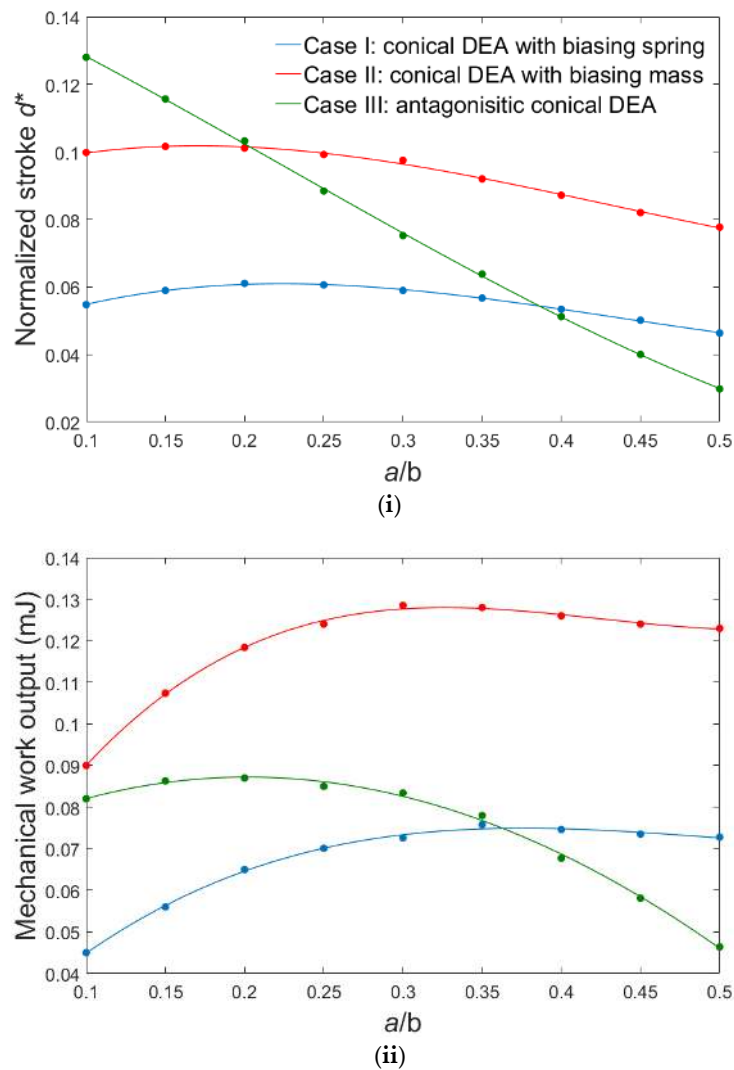 0.14
0.12
0.1
0.08
0.06
0.04
0.02
Normalized stroke d*
Case I: conical DEA with biasing spring
Case II: conical DEA with biasing mass
Case III: antagonisitic conical DEA
0.1 0.15 0.2 0.25 0.3 0.35 0.4 0.45 0.5
a/b
(i)
0.14
0.13
0.12
0.11
0.1
0.09
0.08
0.07
0.06
0.05
0.04
Mechanical work output (mJ)
0.1 0.15 0.2 0.25 0.3 0.35 0.4 0.45 0.5
a/b
(ii)